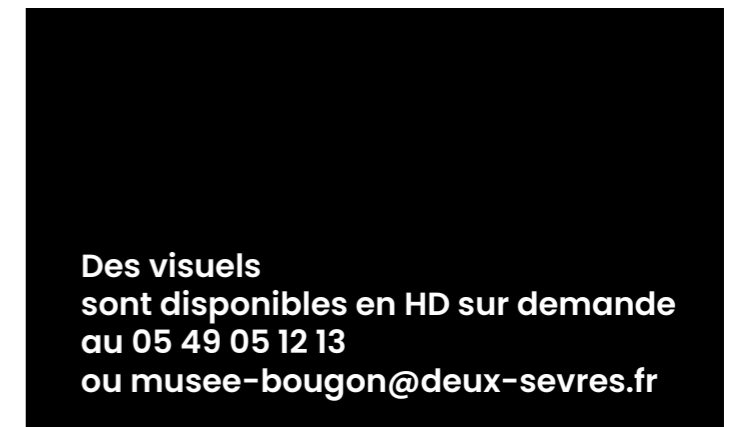 Des visuels
sont disponibles en HD sur demande
au 05 49 05 12 13
ou musee-bougon@deux-sevres.fr